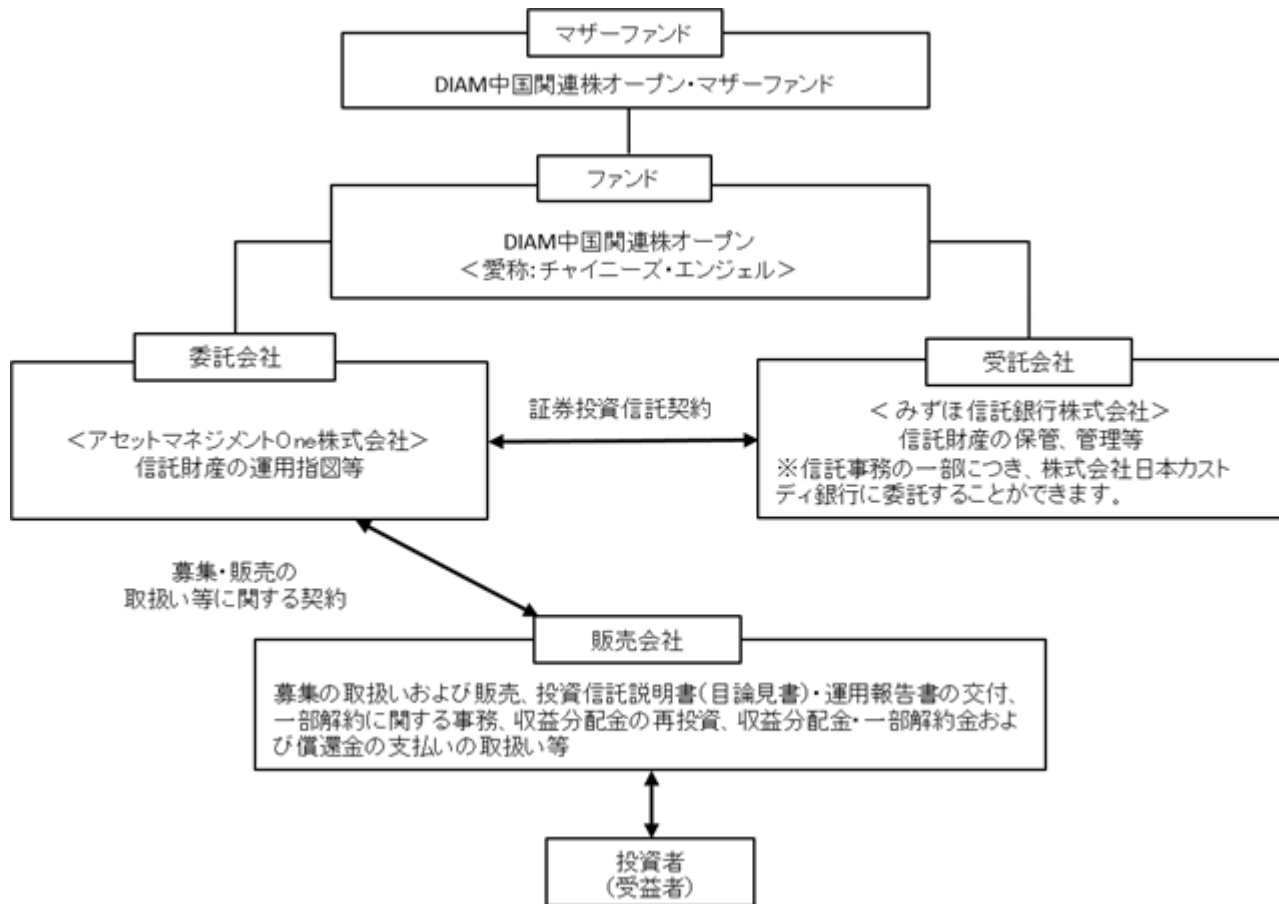 マザーファンド
DIAM中国関連株オープン・マザーファンド
ファンド
DIAM中国関連株オープン
＜愛称:チャイニーズ・エンジェル＞
委託会社
＜アセットマネジメントOne株式会社＞
信託財産の運用指図等
証券投資信託契約
受託会社
＜みずほ信託銀行株式会社＞
信託財産の保管、管理等
※信託事務の一部につき、株式会社日本カスト
ディ銀行に委託することができます。
募集・販売の
取扱い等に関する契約
販売会社
募集の取扱いおよび販売、投資信託説明書(目論見書)・運用報告書の交付、
一部解約に関する事務、収益分配金の再投資、収益分配金・一部解約金およ
び償還金の支払いの取扱い等
投資者
(受益者)